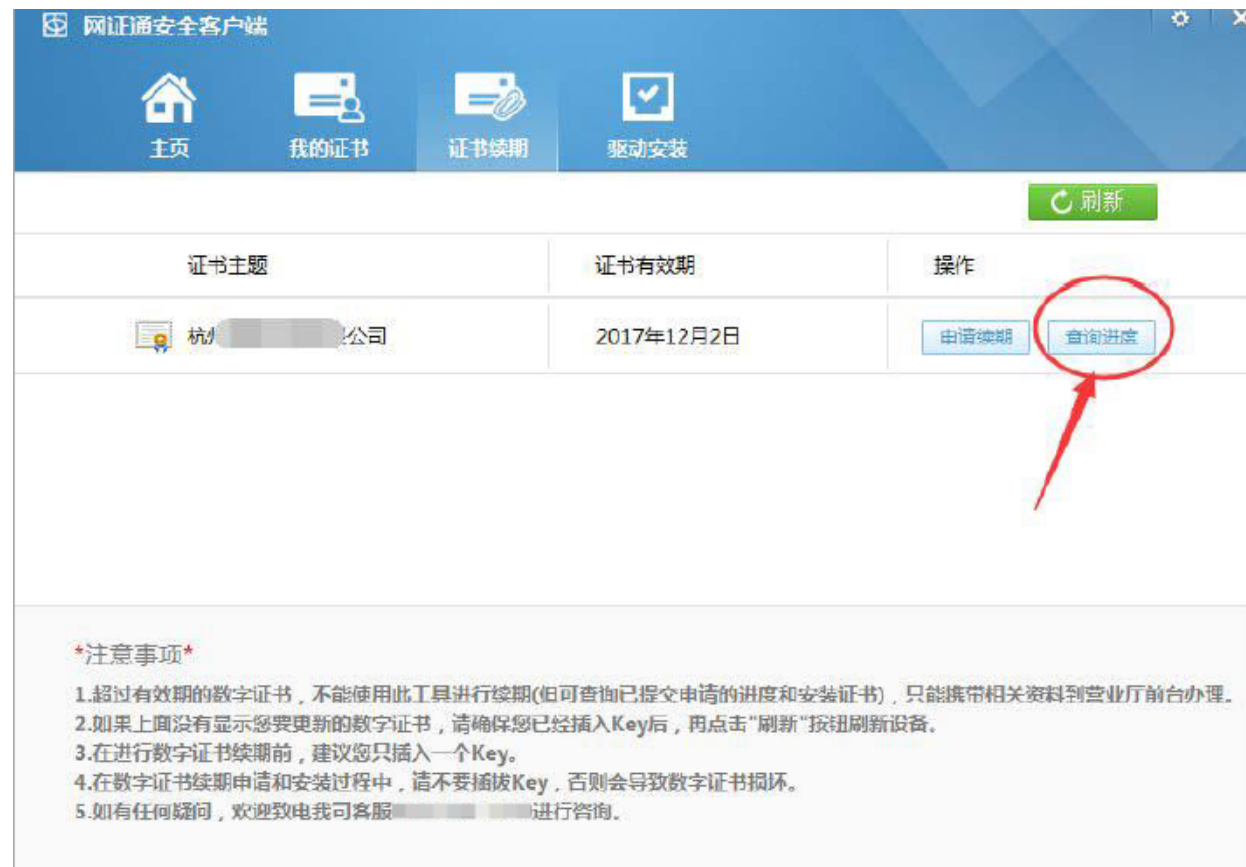 网证通安全客户端
主页 我的证书 证书续期 驱动安装
刷新
证书主题 证书有效期 操作
杭 公司 2017年12月2日 申请续期 查询进度
*注意事项*
1.超过有效期的数字证书，不能使用此工具进行续期(但可查询已提交申请的进度和安装证书)，只能携带相关资料到营业厅前台办理。
2.如果上面没有显示您要更新的数字证书，请确保您已经插入Key后，再点击"刷新"按钮刷新设备。
3.在进行数字证书续期前，建议您只插入一个Key。
4.在数字证书续期申请和安装过程中，请不要插拔Key，否则会导致数字证书损坏。
5.如有任何疑问，欢迎致电我司客服 进行咨询。